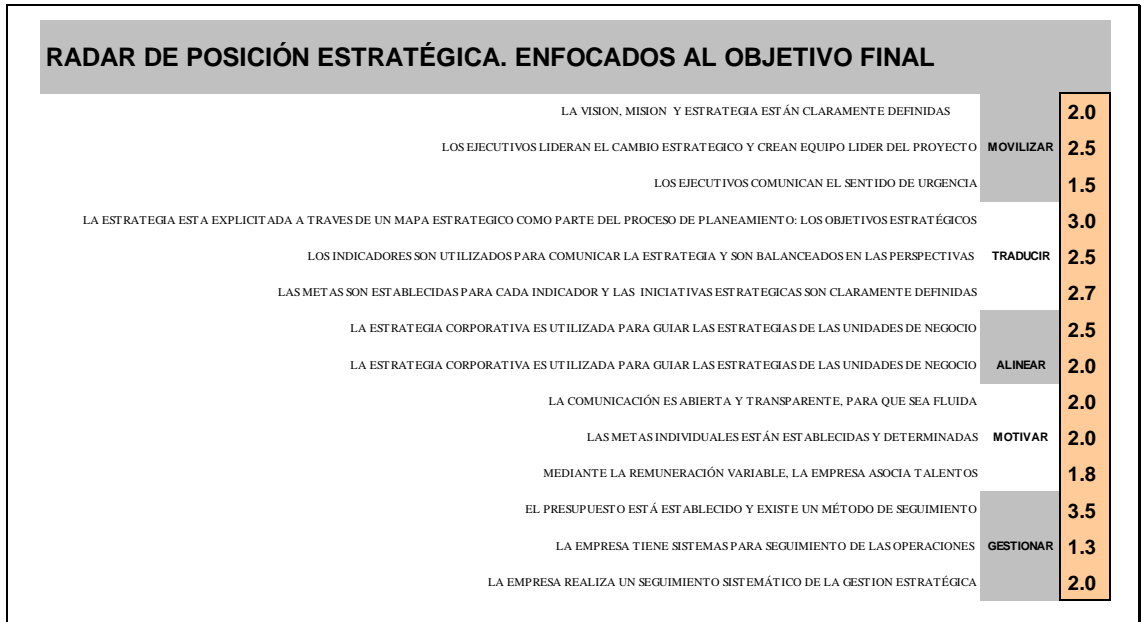 RADAR DE POSICIÓN ESTRATÉGICA. ENFOCADOS AL OBJETIVO FINAL
LA VISION, MISION Y ESTRATEGIA ESTÁN CLARAMENTE DEFINIDAS 2.0
LOS EJECUTIVOS LIDERAN EL CAMBIO ESTRATEGICO Y CREAN EQUIPO LIDER DEL PROYECTO MOVILIZAR 2.5
LOS EJECUTIVOS COMUNICAN EL SENTIDO DE URGENCIA 1.5
LA ESTRATEGIA ESTA EXPLICITADA A TRAVES DE UN MAPA ESTRATEGICO COMO PARTE DEL PROCESO DE PLANEAMIENTO: LOS OBJETIVOS ESTRATÉGICOS 3.0
LOS INDICADORES SON UTILIZADOS PARA COMUNICAR LA ESTRATEGIA Y SON BALANCEADOS EN LAS PERSPECTIVAS TRADUCIR 2.5
LAS METAS SON ESTABLECIDAS PARA CADA INDICADOR Y LAS INICIATIVAS ESTRATEGICAS SON CLARAMENTE DEFINIDAS 2.7
LA ESTRATEGIA CORPORATIVA ES UTILIZADA PARA GUIAR LAS ESTRATEGIAS DE LAS UNIDADES DE NEGOCIO 2.5
LA ESTRATEGIA CORPORATIVA ES UTILIZADA PARA GUIAR LAS ESTRATEGIAS DE LAS UNIDADES DE NEGOCIO ALINEAR 2.0
LA COMUNICACIÓN ES ABIERTA Y TRANSPARENTE, PARA QUE SEA FLUIDA 2.0
LAS METAS INDIVIDUALES ESTÁN ESTABLECIDAS Y DETERMINADAS MOTIVAR 2.0
MEDIANTE LA REMUNERACIÓN VARIABLE, LA EMPRESA ASOCIA TALENTOS 1.8
EL PRESUPUESTO ESTÁ ESTABLECIDO Y EXISTE UN MÉTODO DE SEGUIMIENTO 3.5
LA EMPRESA TIENE SISTEMAS PARA SEGUIMIENTO DE LAS OPERACIONES GESTIONAR 1.3
LA EMPRESA REALIZA UN SEGUIMIENTO SISTEMÁTICO DE LA GESTION ESTRATÉGICA 2.0